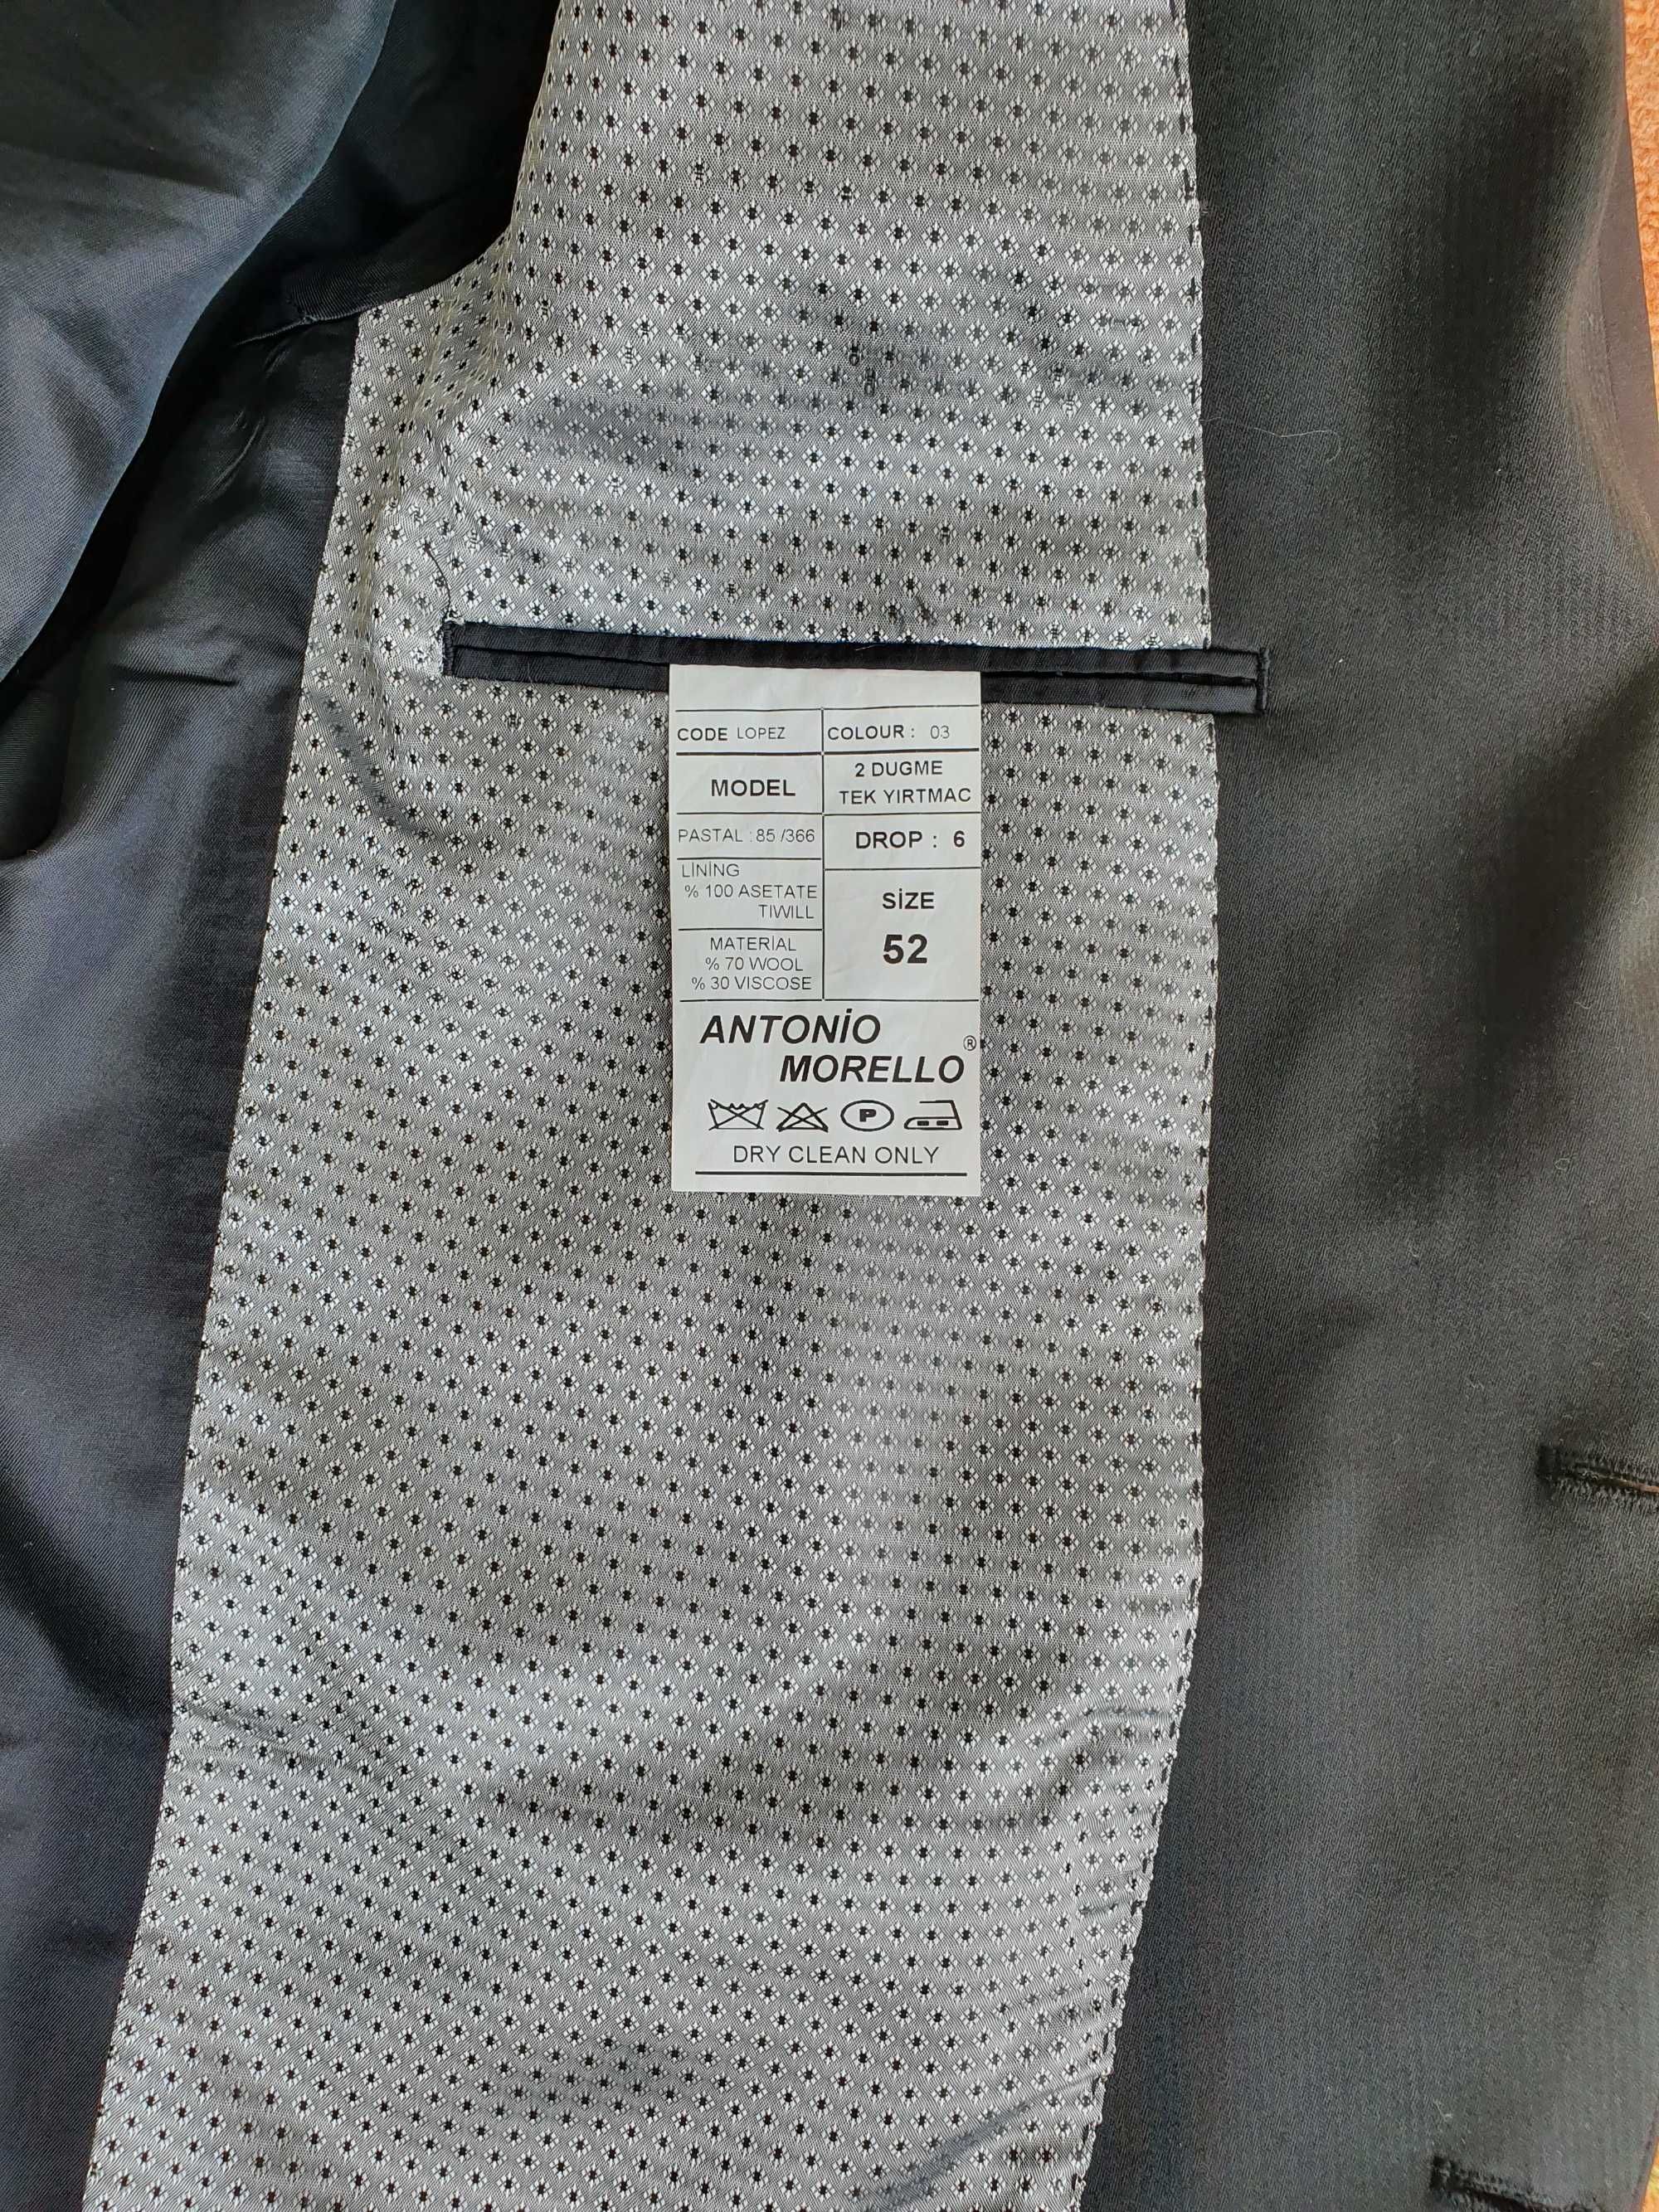 CODE LOPEZ
COLOUR : 03
MODEL
2 DUGME
TEK YIRTMAC
PASTAL : 85 /366
DROP : 6
LİNİNG
% 100 ASETATE
TIWILL
SİZE
52
MATERİAL
% 70 WOOL
% 30 VISCOSE
ANTONİO
MORELLO®
P
DRY CLEAN ONLY